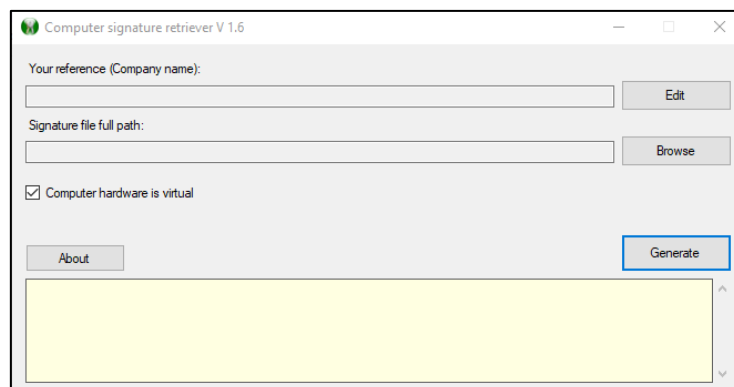 Computer signature retriever V 1.6
Your reference (Company name):
Edit
Signature file full path:
Browse
Computer hardware is virtual
About
Generate